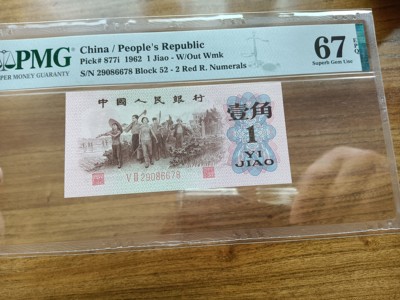 PMG
PAPER MONEY GUARANTY
China / People's Republic
Pick# 877i 1962 1 Jiao - W/Out Wmk
S/N 29086678 Block 52 - 2 Red R. Numerals
67 EPQ
Superb Gem Unc
中國人民銀行
壹角
1
YI
JIAO
29086678